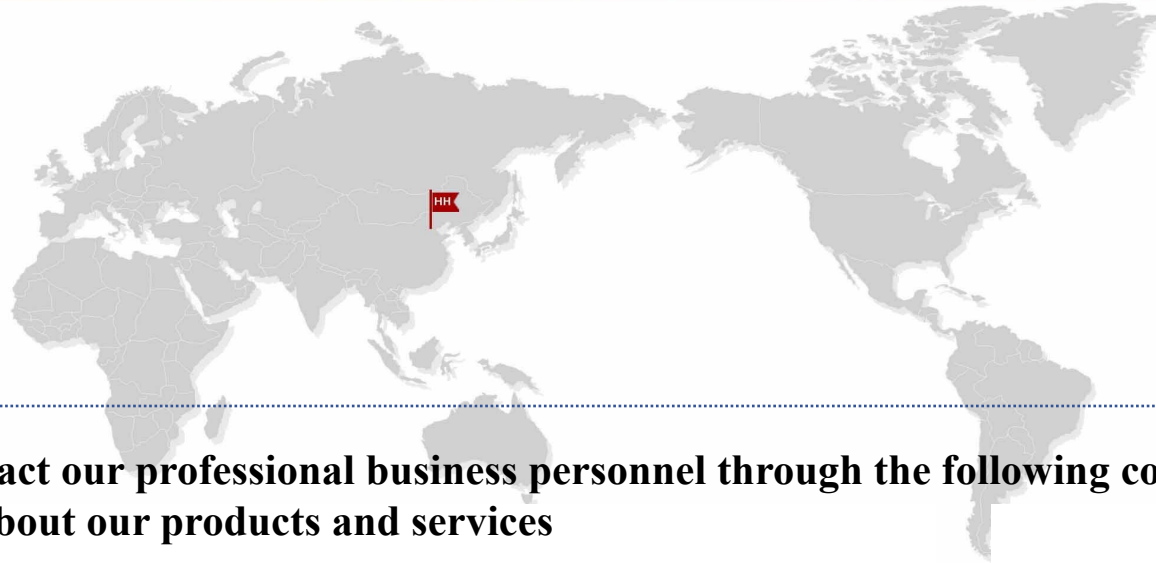 HH
act our professional business personnel through the following co
bout our products and services